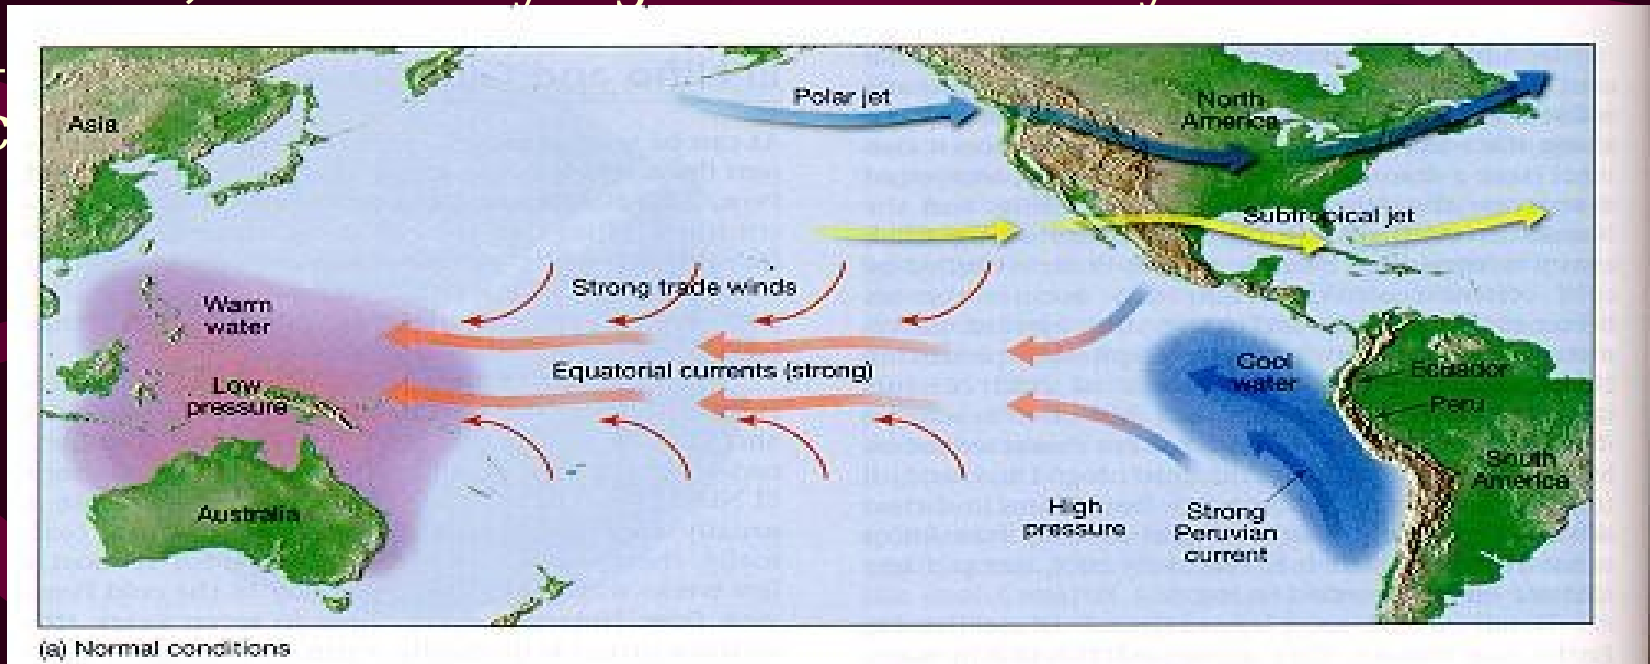 Asia
Polar jet
North
America
Subtropical jet
Strong trade winds
Warm
water
Equatorial currents (strong)
Low
pressure
Cool
water
Ecuador
Peru
South
America
Australia
High
pressure
Strong
Peruvian
current
(a) Normal conditions